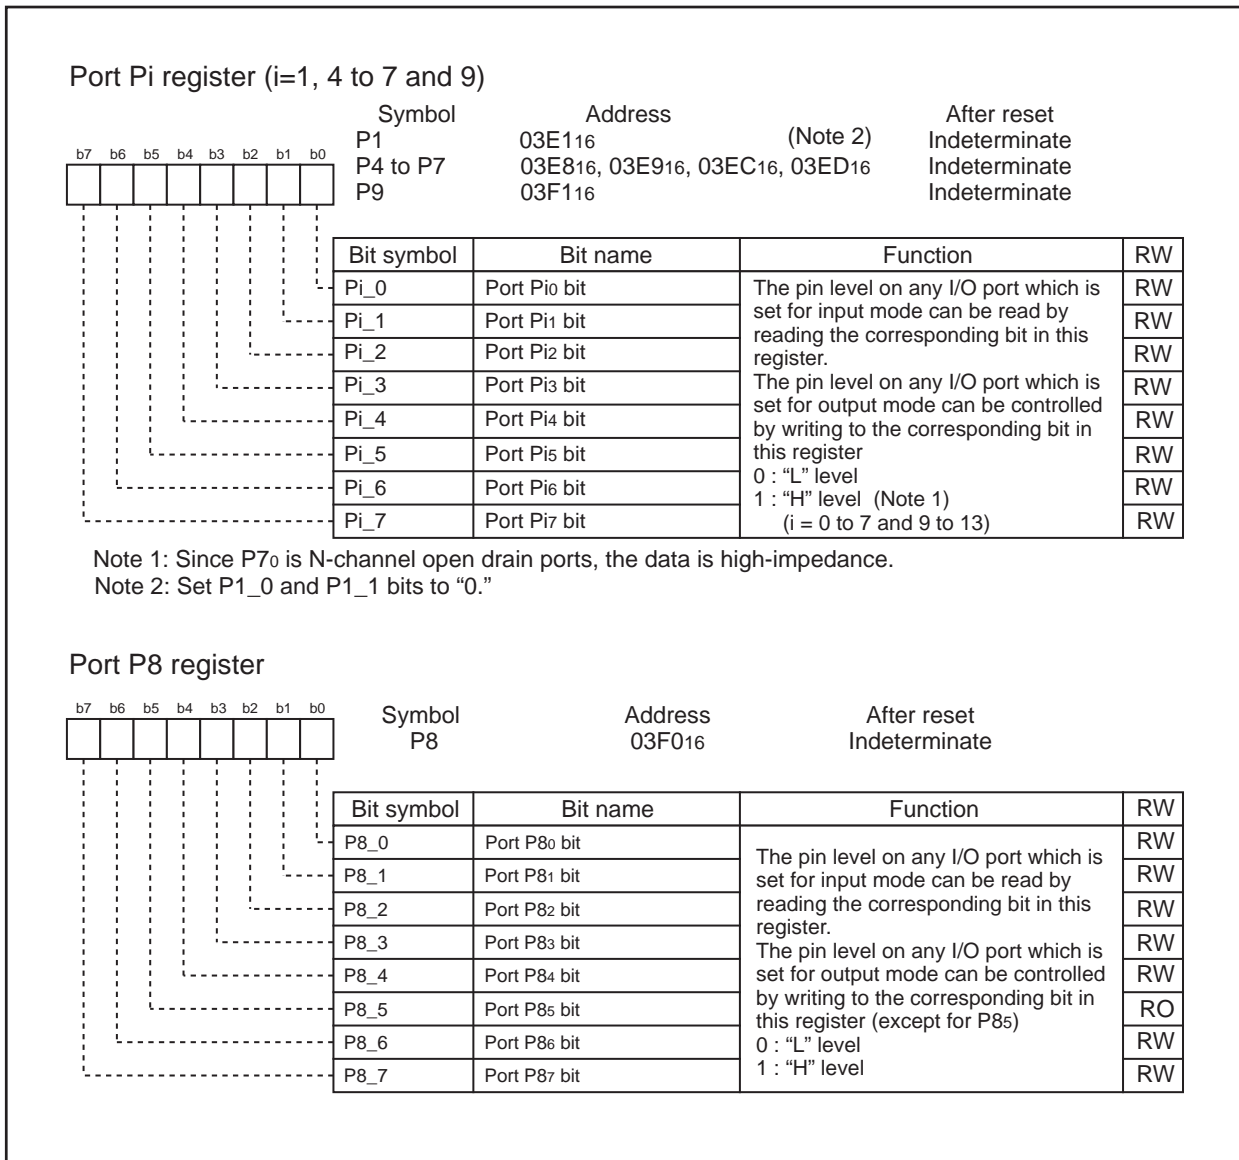 Port Pi register (i=1, 4 to 7 and 9)
Symbol Address After reset
P1 03E116 (Note 2) Indeterminate
P4 to P7 03E816, 03E916, 03EC16, 03ED16 Indeterminate
P9 03F116 Indeterminate
b7 b6 b5 b4 b3 b2 b1 b0
Bit symbol Bit name Function RW
Pi_0 Port Pi0 bit RW
Pi_1 Port Pi1 bit RW
Pi_2 Port Pi2 bit RW
Pi_3 Port Pi3 bit RW
Pi_4 Port Pi4 bit RW
Pi_5 Port Pi5 bit RW
Pi_6 Port Pi6 bit RW
Pi_7 Port Pi7 bit RW
The pin level on any I/O port which is
set for input mode can be read by
reading the corresponding bit in this
register.
The pin level on any I/O port which is
set for output mode can be controlled
by writing to the corresponding bit in
this register
0 : “L” level
1 : “H” level (Note 1)
(i = 0 to 7 and 9 to 13)
Note 1: Since P70 is N-channel open drain ports, the data is high-impedance.
Note 2: Set P1_0 and P1_1 bits to “0.”
Port P8 register
b7 b6 b5 b4 b3 b2 b1 b0
Symbol Address After reset
P8 03F016 Indeterminate
Bit symbol Bit name Function RW
P8_0 Port P80 bit RW
P8_1 Port P81 bit RW
P8_2 Port P82 bit RW
P8_3 Port P83 bit RW
P8_4 Port P84 bit RW
P8_5 Port P85 bit RO
P8_6 Port P86 bit RW
P8_7 Port P87 bit RW
The pin level on any I/O port which is
set for input mode can be read by
reading the corresponding bit in this
register.
The pin level on any I/O port which is
set for output mode can be controlled
by writing to the corresponding bit in
this register (except for P85)
0 : “L” level
1 : “H” level